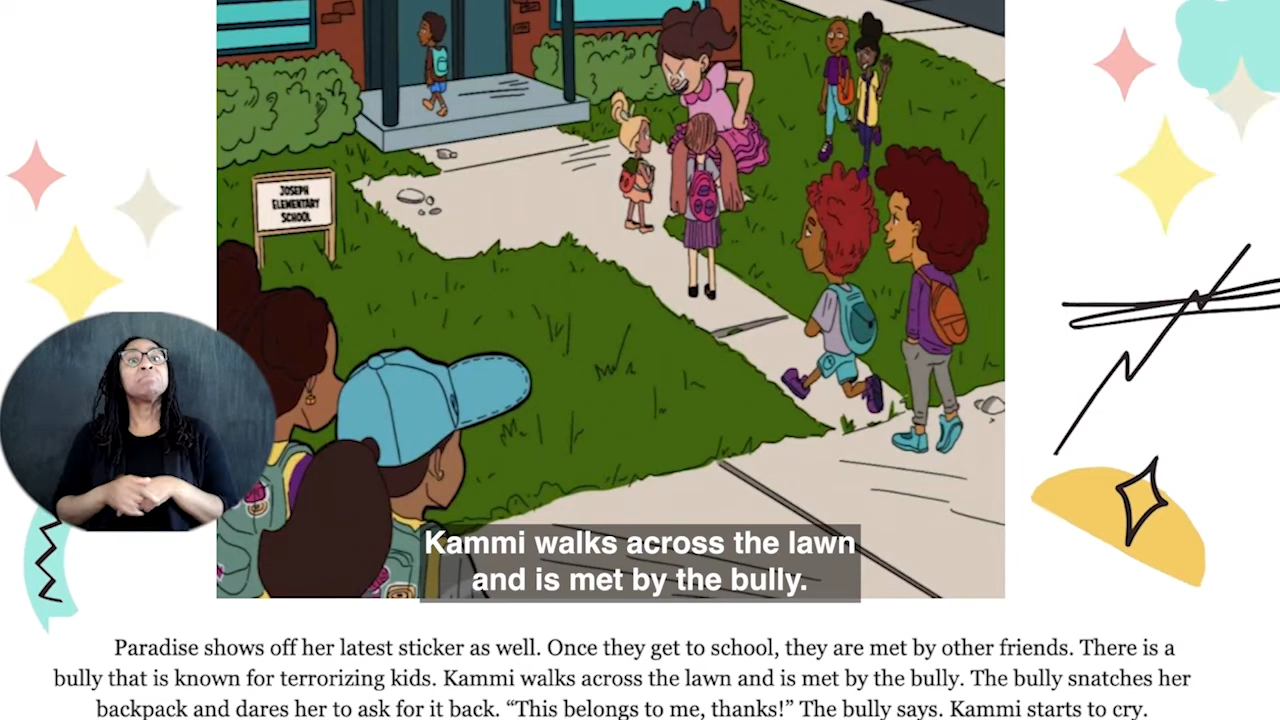 JOSEPH
ELEMENTARY
SCHOOL
Kammi walks across the lawn
and is met by the bully.
Paradise shows off her latest sticker as well. Once they get to school, they are met by other friends. There is a
bully that is known for terrorizing kids. Kammi walks across the lawn and is met by the bully. The bully snatches her
backpack and dares her to ask for it back. “This belongs to me, thanks!” The bully says. Kammi starts to cry.